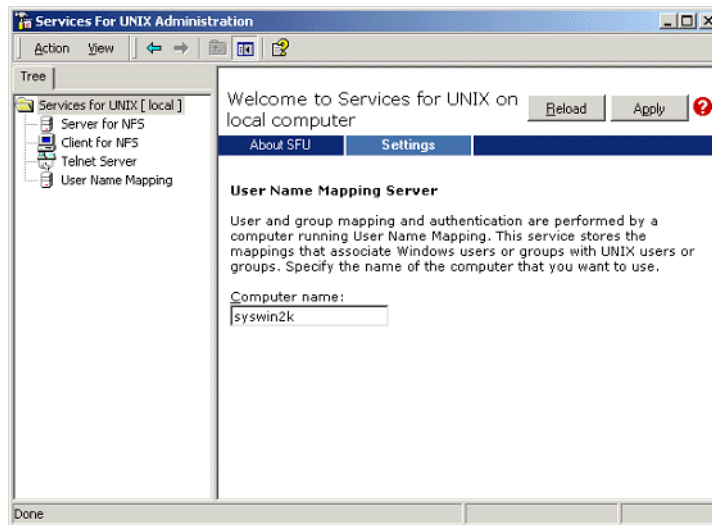 Services For UNIX Administration
Action View
Tree
Services for UNIX [ local ]
Server for NFS
Client for NFS
Telnet Server
User Name Mapping
Welcome to Services for UNIX on
local computer
Reload Apply
About SFU Settings
User Name Mapping Server
User and group mapping and authentication are performed by a
computer running User Name Mapping. This service stores the
mappings that associate Windows users or groups with UNIX users or
groups. Specify the name of the computer that you want to use.
Computer name:
syswin2k
Done